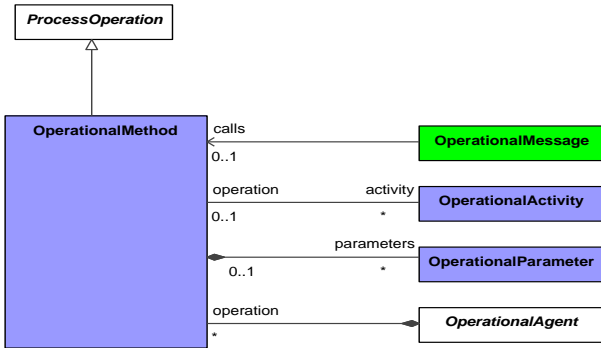 ProcessOperation
OperationalMethod
calls
OperationalMessage
0..1
operation
activity
OperationalActivity
0..1
*
parameters
OperationalParameter
0..1
*
operation
OperationalAgent
*